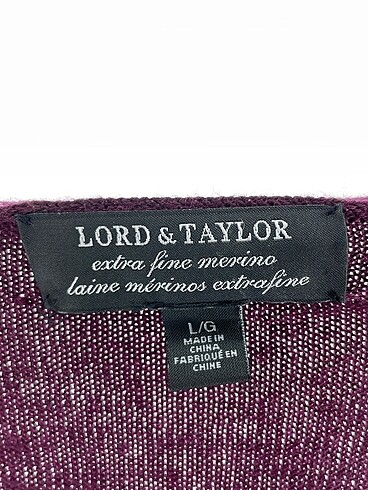 LORD & TAYLOR
extra fine merino
laine mérinos extrafine
L/G
MADE IN
CHINA
FABRIQUÉ EN
CHINE